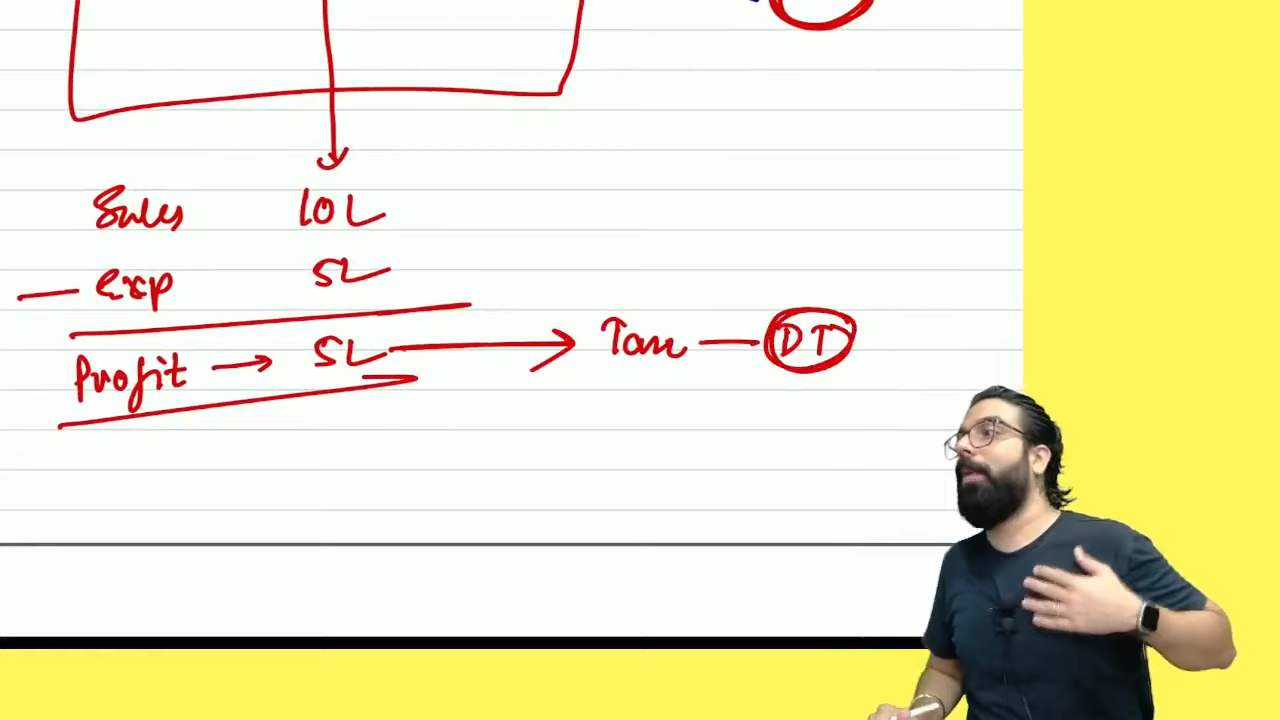 Sales 10L
— Exp 5L
Profit → 5L → Tax — DT